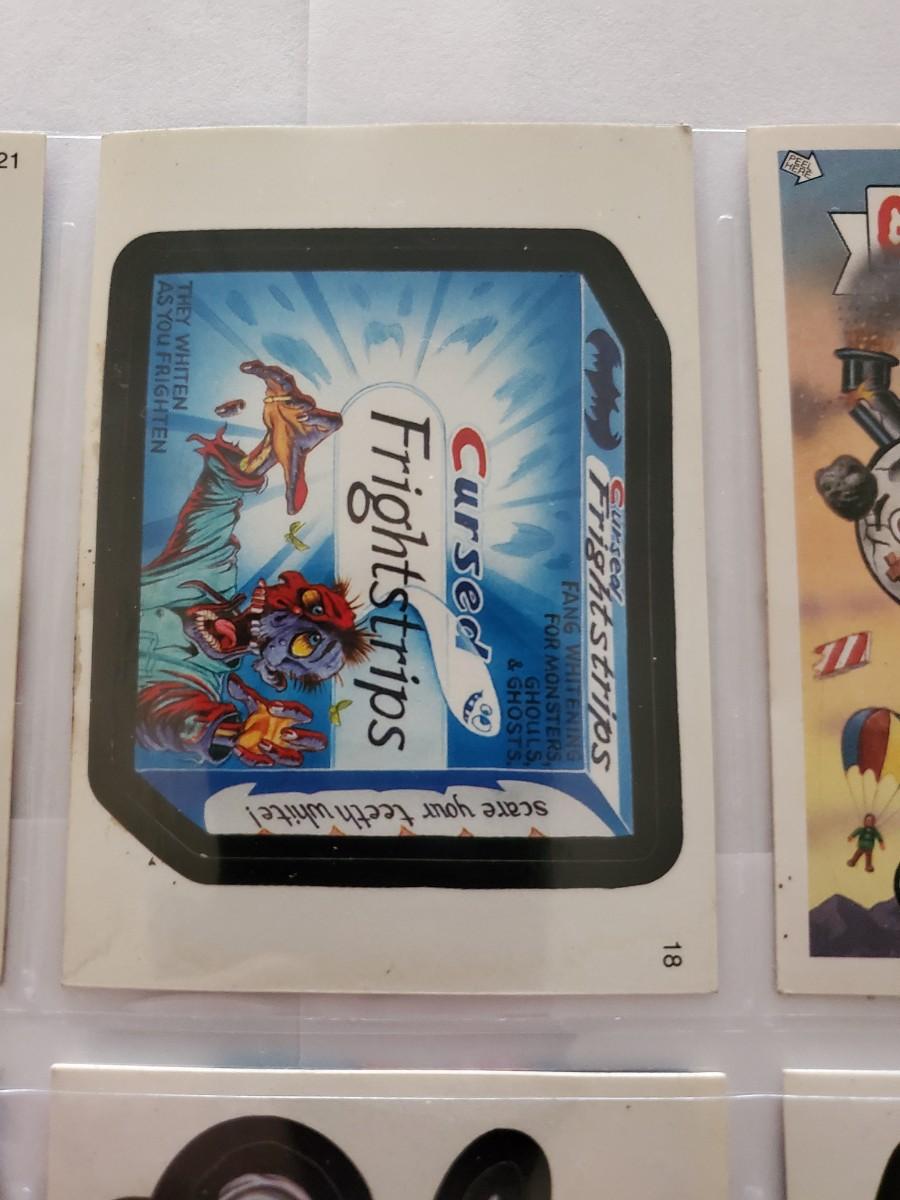 21
Cursed
Frightstrips
FANG WHITENING
FOR MONSTERS,
GHOULS,
& GHOSTS.
Cursed
Frightstrips
THEY WHITEN
AS YOU FRIGHTEN
scare your teeth white!
18
PEEL
HERE